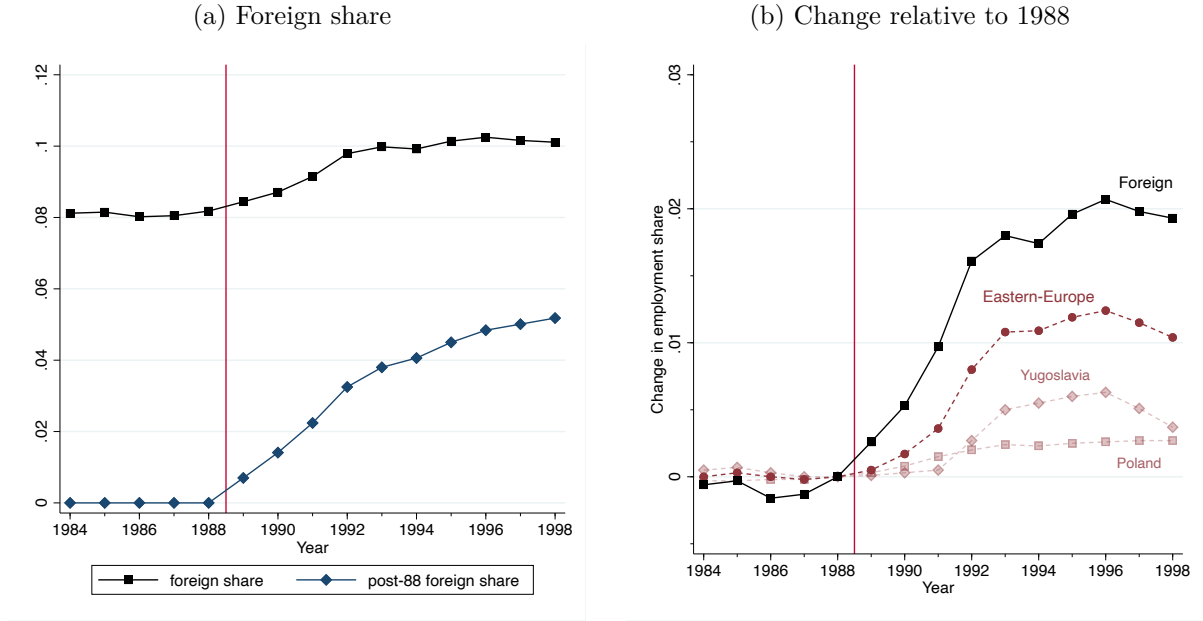 (a) Foreign share
.12
.1
.08
.06
.04
.02
0
1984 1986 1988 1990 1992 1994 1996 1998
Year
foreign share post-88 foreign share
(b) Change relative to 1988
Change in employment share
.03
.02
.01
0
Foreign
Eastern-Europe
Yugoslavia
Poland
1984 1986 1988 1990 1992 1994 1996 1998
Year